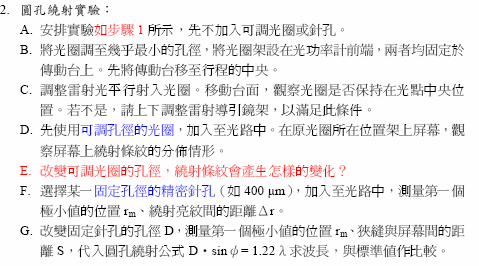 2. 圓孔繞射實驗：
A. 安排實驗如步驟 1 所示，先不加入可調光圈或針孔。
B. 將光圈調至幾乎最小的孔徑，將光圈架設在光功率計前端，兩者均固定於
傳動台上。先將傳動台移至行程的中央。
C. 調整雷射光平行射入光圈。移動台面，觀察光圈是否保持在光點中央位
置。若不是，請上下調整雷射導引鏡架，以滿足此條件。
D. 先使用可調孔徑的光圈，加入至光路中。在原光圈所在位置架上屏幕，觀
察屏幕上繞射條紋的分佈情形。
E. 改變可調光圈的孔徑，繞射條紋會產生怎樣的變化？
F. 選擇某一固定孔徑的精密針孔（如 400 μm），加入至光路中，測量第一個
極小值的位置 rm、繞射亮紋間的距離Δr。
G. 改變固定針孔的孔徑 D，測量第一個極小值的位置 rm、狹縫與屏幕間的距
離 S，代入圓孔繞射公式 D‧sinφ= 1.22 λ 求波長，與標準值作比較。